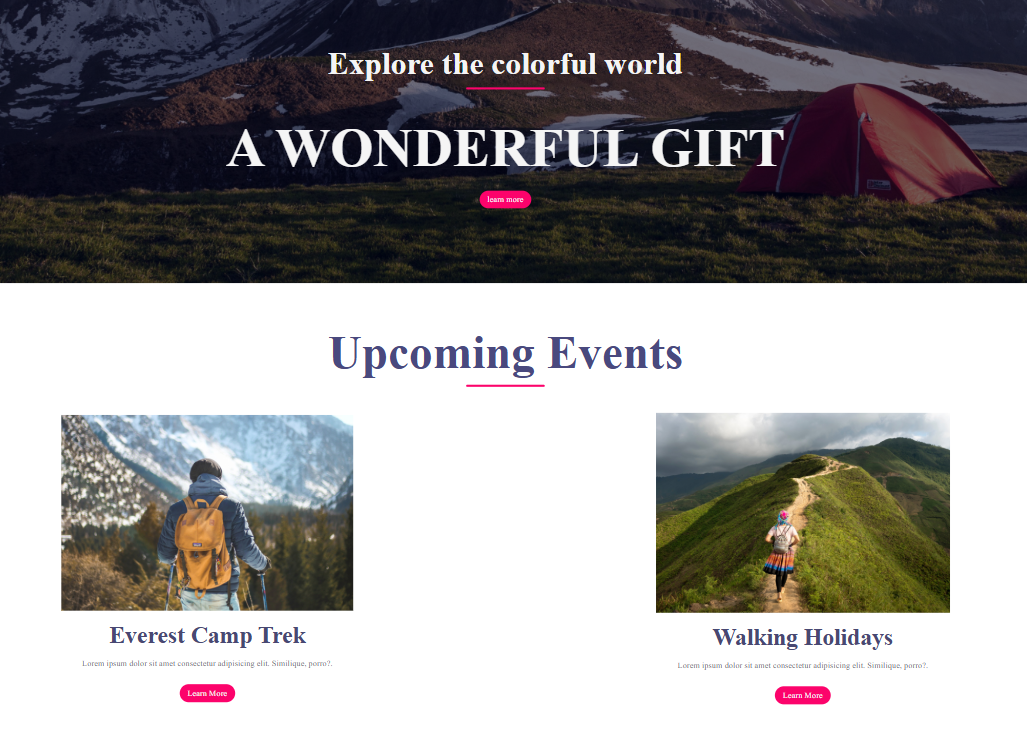 Explore the colorful world
A WONDERFUL GIFT
learn more
Upcoming Events
Everest Camp Trek
Lorem ipsum dolor sit amet consectetur adipisicing elit. Similique, porro?.
Learn More
Walking Holidays
Lorem ipsum dolor sit amet consectetur adipisicing elit. Similique, porro?.
Learn More